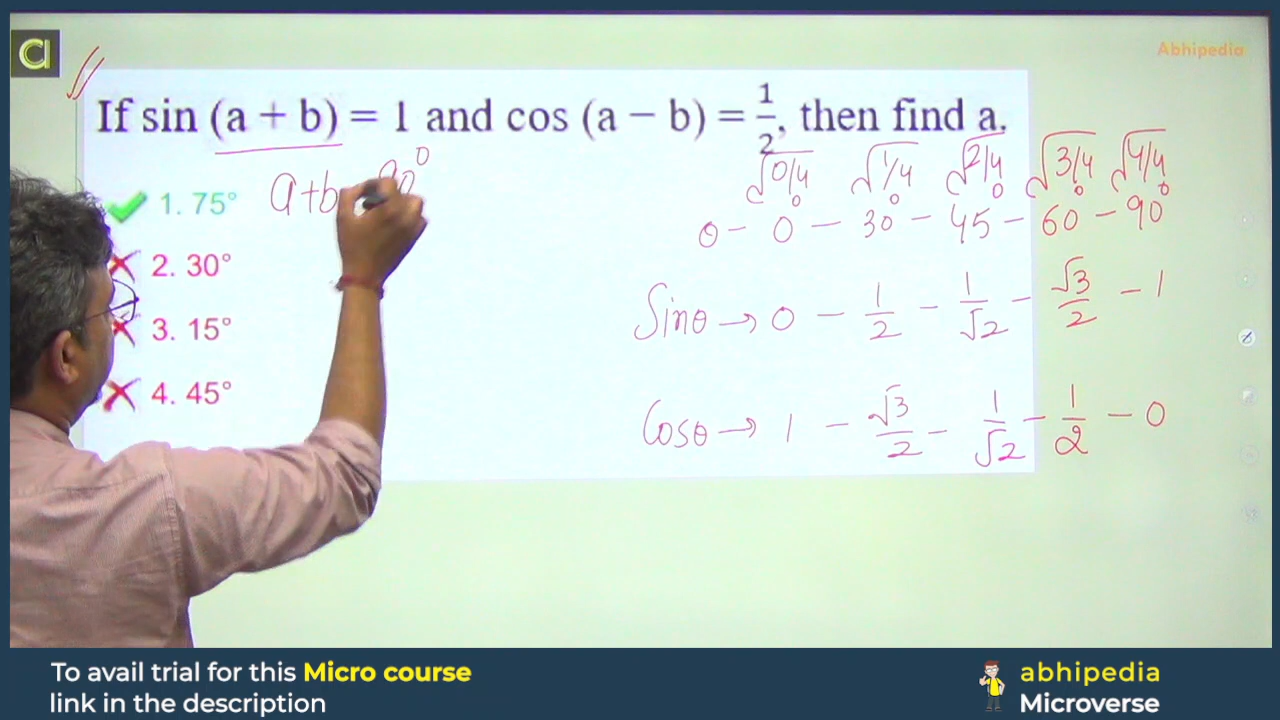 Abhipedia
If sin (a + b) = 1 and cos (a − b) = 1/2, then find a.
√0/4 √1/4 √2/4 √3/4 √4/4
1. 75° a+b 90°
θ − 0° − 30° − 45° − 60° − 90°
2. 30°
Sinθ → 0 − 1/2 − 1/√2 − √3/2 − 1
3. 15°
4. 45°
Cosθ → 1 − √3/2 − 1/√2 − 1/2 − 0
To avail trial for this Micro course
link in the description
abhipedia
Microverse